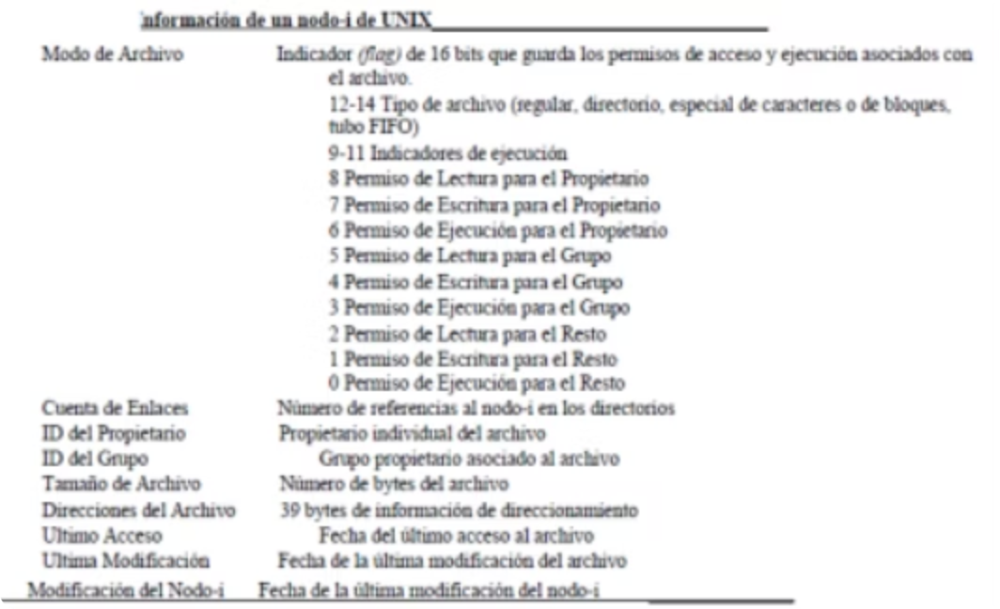 Información de un nodo-i de UNIX
Modo de Archivo Indicador (flag) de 16 bits que guarda los permisos de acceso y ejecución asociados con
el archivo.
12-14 Tipo de archivo (regular, directorio, especial de caracteres o de bloques,
tubo FIFO)
9-11 Indicadores de ejecución
8 Permiso de Lectura para el Propietario
7 Permiso de Escritura para el Propietario
6 Permiso de Ejecución para el Propietario
5 Permiso de Lectura para el Grupo
4 Permiso de Escritura para el Grupo
3 Permiso de Ejecución para el Grupo
2 Permiso de Lectura para el Resto
1 Permiso de Escritura para el Resto
0 Permiso de Ejecución para el Resto
Cuenta de Enlaces Número de referencias al nodo-i en los directorios
ID del Propietario Propietario individual del archivo
ID del Grupo Grupo propietario asociado al archivo
Tamaño de Archivo Número de bytes del archivo
Direcciones del Archivo 39 bytes de información de direccionamiento
Ultimo Acceso Fecha del último acceso al archivo
Ultima Modificación Fecha de la última modificación del archivo
Modificación del Nodo-i Fecha de la última modificación del nodo-i